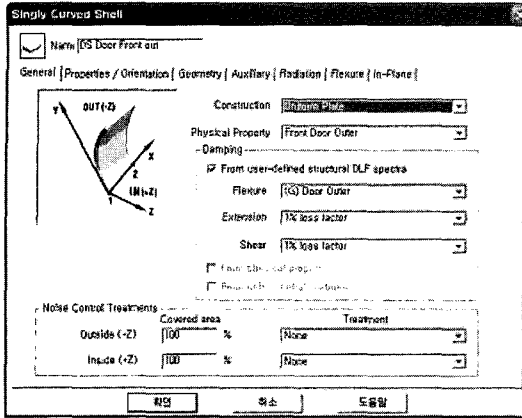 Singly Curved Shell
Name DS Door Front out
General Properties / Orientation Geometry Auxiliary Radiation Flexure In-Plane
Construction Uniform Plate
Y OUT(-Z)
Physical Property Front Door Outer
Damping
X
From user-defined structural DLF spectra
2
Flexure Door Outer
1 IN(+Z)
Z
Extension 1% loss factor
Shear 1% loss factor
Noise Control Treatments
Covered area Treatment
Outside (-Z) 100 % None
Inside (+Z) 100 % None
확인 취소 도움말